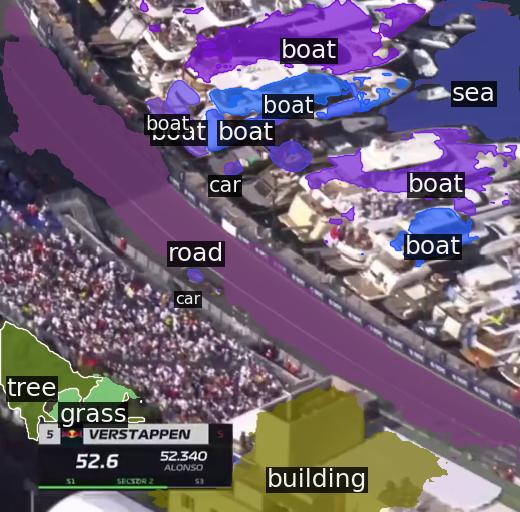 boat
sea
boat
boat
boat
boat
car
boat
boat
road
car
tree
grass
5 VERSTAPPEN 5
52.6 52.340
ALONSO
S1 SECTOR 2 S3
building